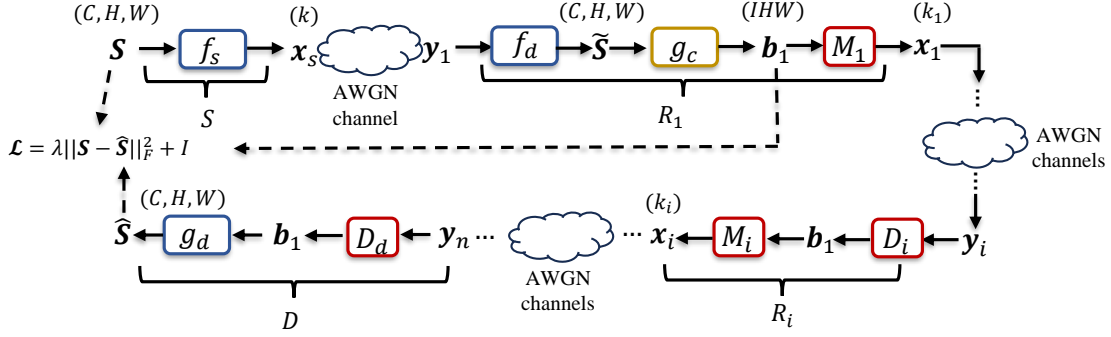 (C, H, W) (k) (C, H, W) (IHW) (k₁)
S f_s x_s y₁ f_d S̃ g_c b₁ M₁ x₁
AWGN
channel
S R₁
AWGN
channels
ℒ = λ||S − Ŝ||²_F + I
(C, H, W) (k_i)
Ŝ g_d b₁ D_d y_n ... ... x_i M_i b₁ D_i y_i
AWGN
channels
D R_i